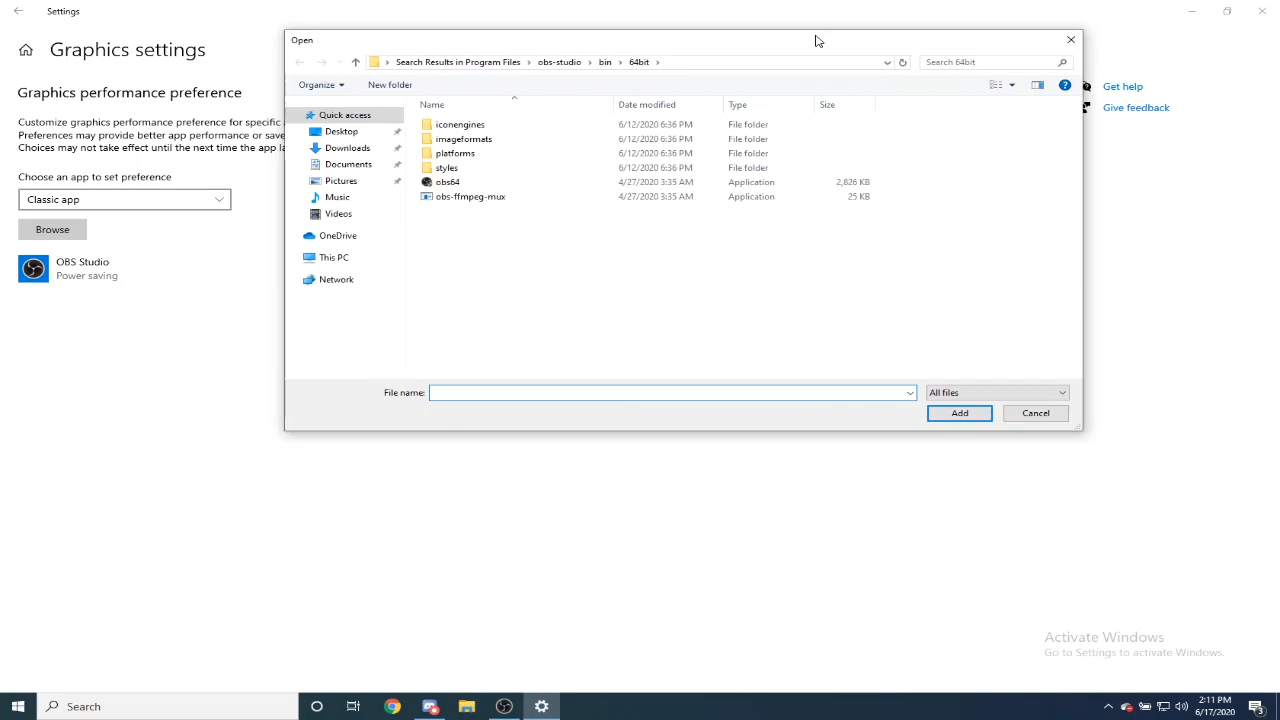 Settings
Graphics settings
Graphics performance preference
Customize graphics performance preference for specific a
Preferences may provide better app performance or save
Choices may not take effect until the next time the app la
Choose an app to set preference
Classic app
Browse
OBS Studio
Power saving
Open
Search Results in Program Files › obs-studio › bin › 64bit ›
Search 64bit
Organize
New folder
Name Date modified Type Size
Quick access
Desktop
Downloads
Documents
Pictures
Music
Videos
OneDrive
This PC
Network
iconengines 6/12/2020 6:36 PM File folder
imageformats 6/12/2020 6:36 PM File folder
platforms 6/12/2020 6:36 PM File folder
styles 6/12/2020 6:36 PM File folder
obs64 4/27/2020 3:35 AM Application 2,826 KB
obs-ffmpeg-mux 4/27/2020 3:35 AM Application 25 KB
File name:
All files
Add
Cancel
Get help
Give feedback
Activate Windows
Go to Settings to activate Windows.
Search
2:11 PM
6/17/2020
3